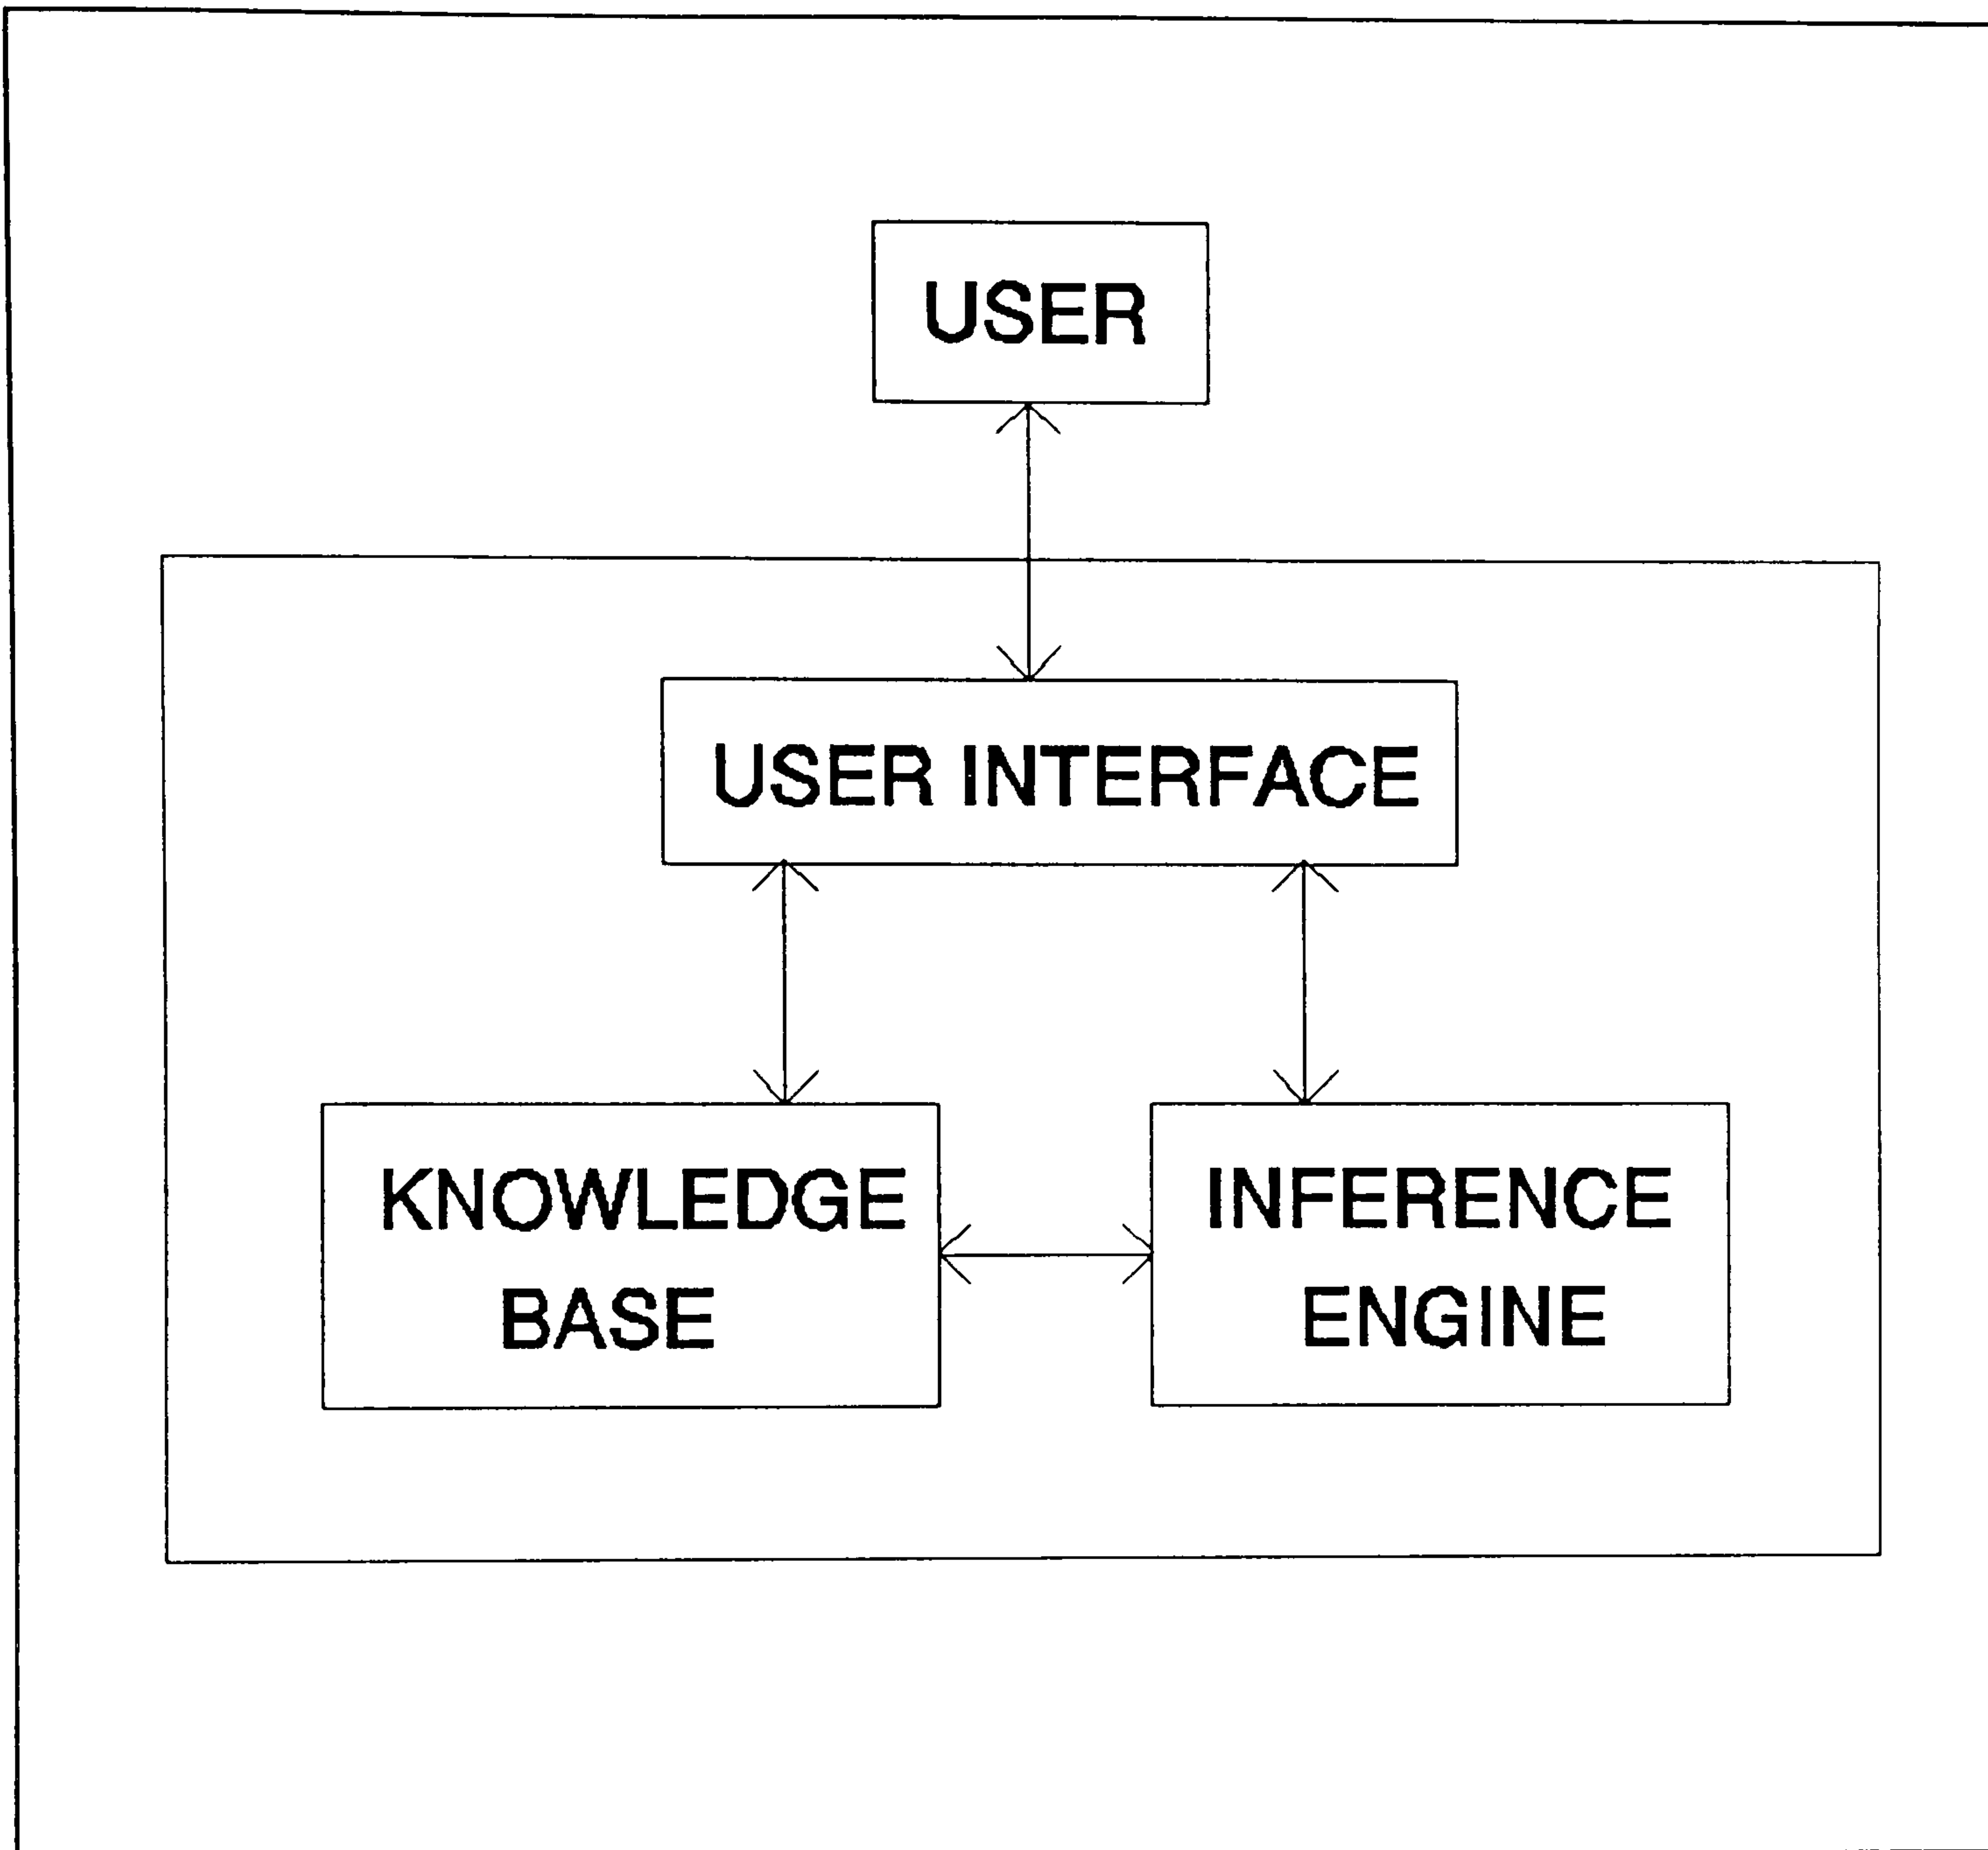 USER
USER INTERFACE
KNOWLEDGE
BASE
INFERENCE
ENGINE